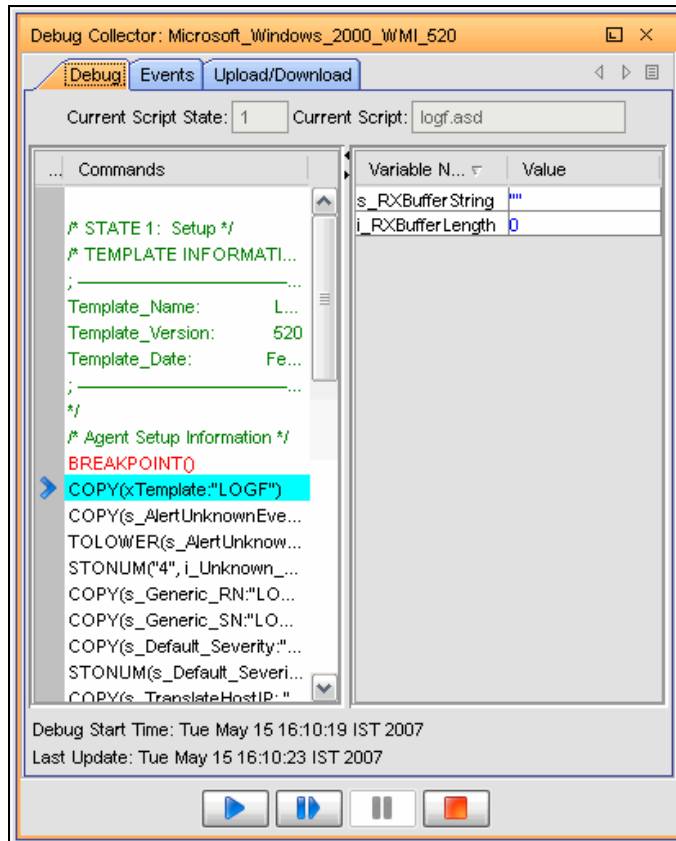 Debug Collector: Microsoft_Windows_2000_WMI_520
Debug Events Upload/Download
Current Script State: 1 Current Script: logf.asd
... Commands
Variable N... Value
s_RXBufferString ""
i_RXBufferLength 0
/* STATE 1: Setup */
/* TEMPLATE INFORMATI...
; ————————————...
Template_Name: L...
Template_Version: 520
Template_Date: Fe...
; ————————————...
*/
/* Agent Setup Information */
BREAKPOINT()
COPY(xTemplate:"LOGF")
COPY(s_AlertUnknownEve...
TOLOWER(s_AlertUnknow...
STONUM("4", i_Unknown_...
COPY(s_Generic_RN:"LO...
COPY(s_Generic_SN:"LO...
COPY(s_Default_Severity:"...
STONUM(s_Default_Severi...
COPY(s_TranslateHostIP: "
Debug Start Time: Tue May 15 16:10:19 IST 2007
Last Update: Tue May 15 16:10:23 IST 2007